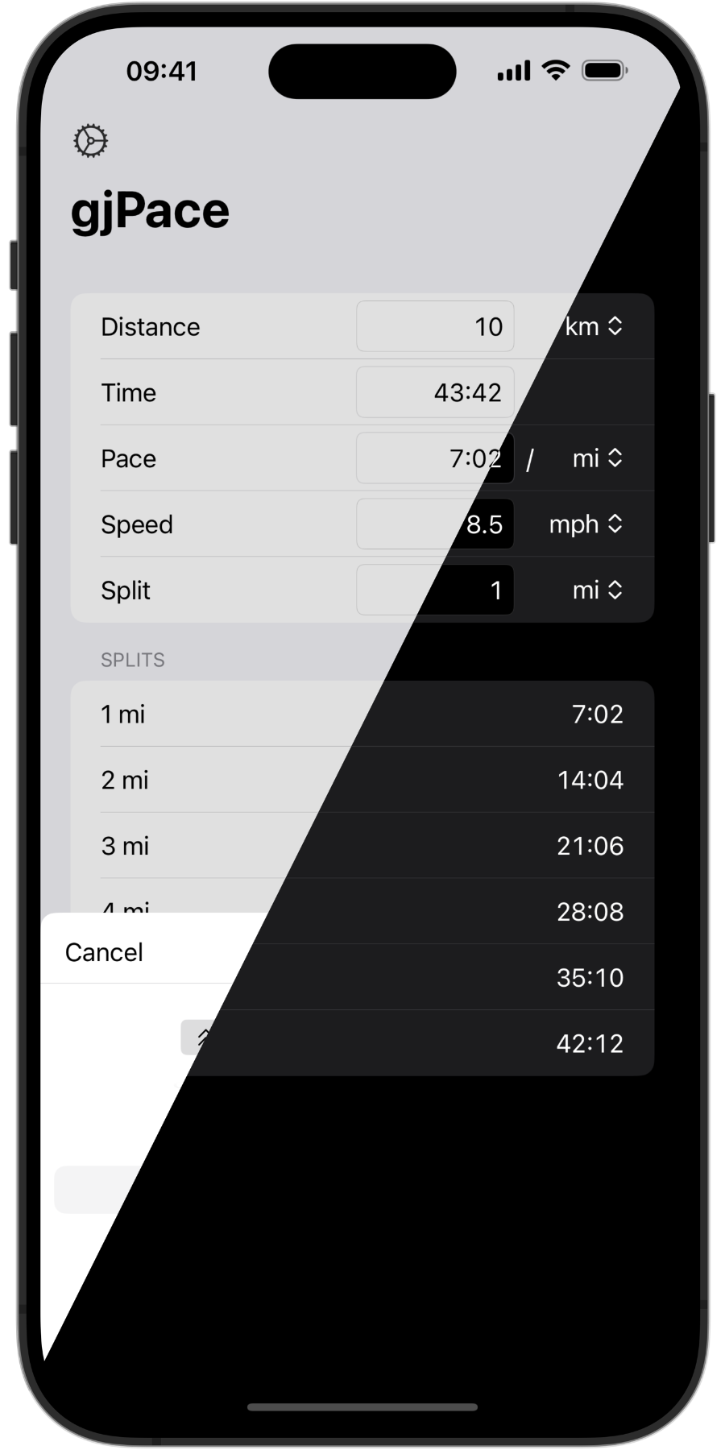 09:41
gjPace
Distance 10 km
Time 43:42
Pace 7:02 / mi
Speed 8.5 mph
Split 1 mi
SPLITS
1 mi 7:02
2 mi 14:04
3 mi 21:06
4 mi 28:08
Cancel
35:10
42:12